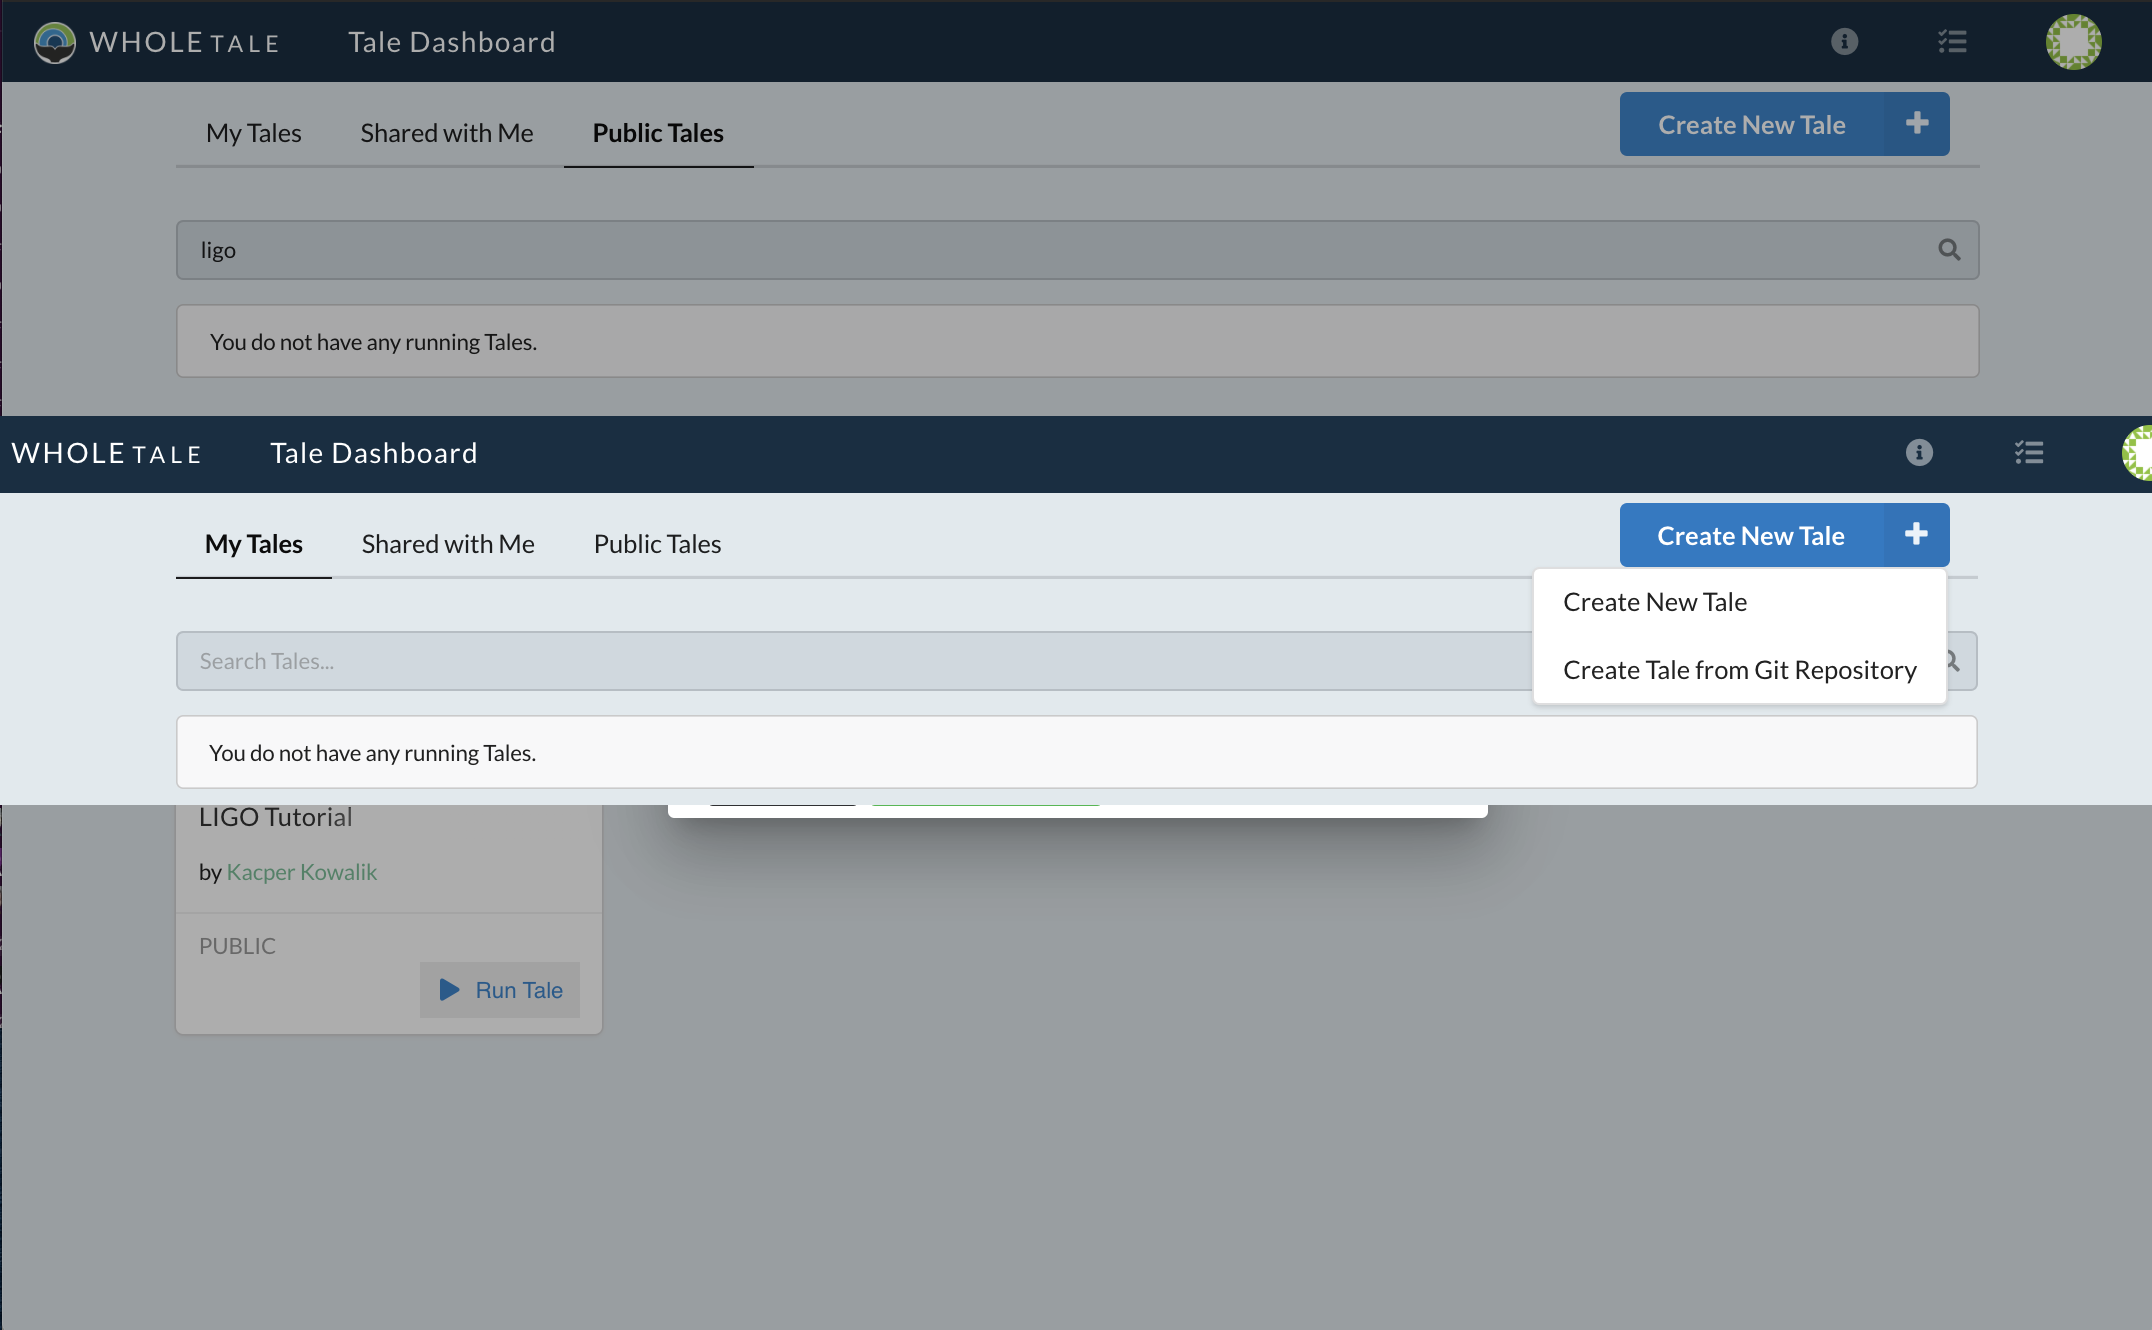 WHOLE TALE Tale Dashboard
My Tales Shared with Me Public Tales Create New Tale
ligo
You do not have any running Tales.
WHOLE TALE Tale Dashboard
My Tales Shared with Me Public Tales Create New Tale
Create New Tale
Search Tales...
Create Tale from Git Repository
You do not have any running Tales.
LIGO Tutorial
by Kacper Kowalik
PUBLIC
Run Tale